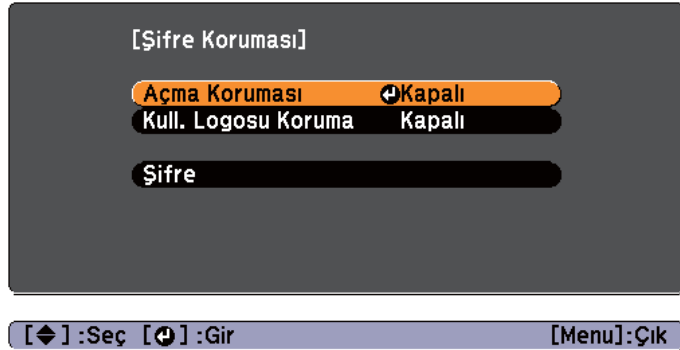 [Şifre Koruması]
Açma Koruması Kapalı
Kull. Logosu Koruma Kapalı
Şifre
[◆] :Seç [↵] :Gir [Menu]:Çık